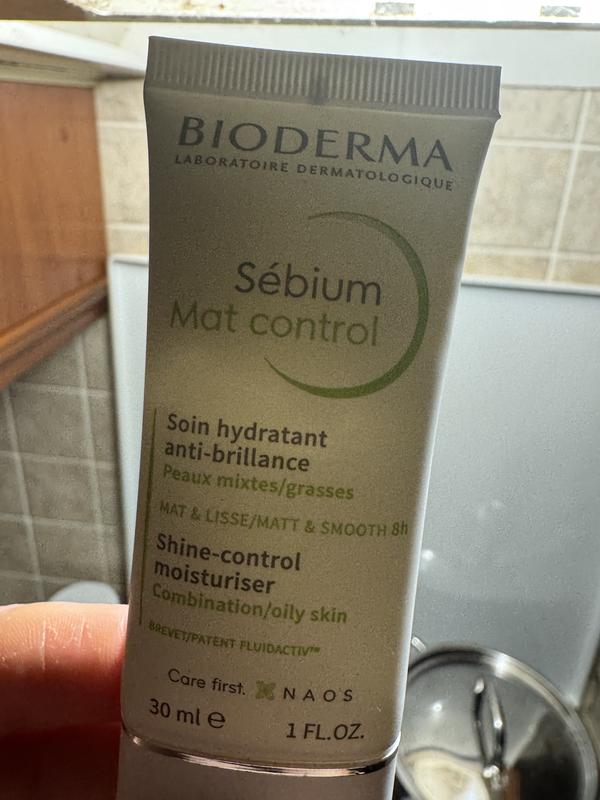 BIODERMA
LABORATOIRE DERMATOLOGIQUE
Sébium
Mat control
Soin hydratant
anti-brillance
Peaux mixtes/grasses
MAT & LISSE/MATT & SMOOTH 8h
Shine-control
moisturiser
Combination/oily skin
BREVET/PATENT FLUIDACTIV™
Care first. NAOS
30 ml ℮ 1 FL.OZ.